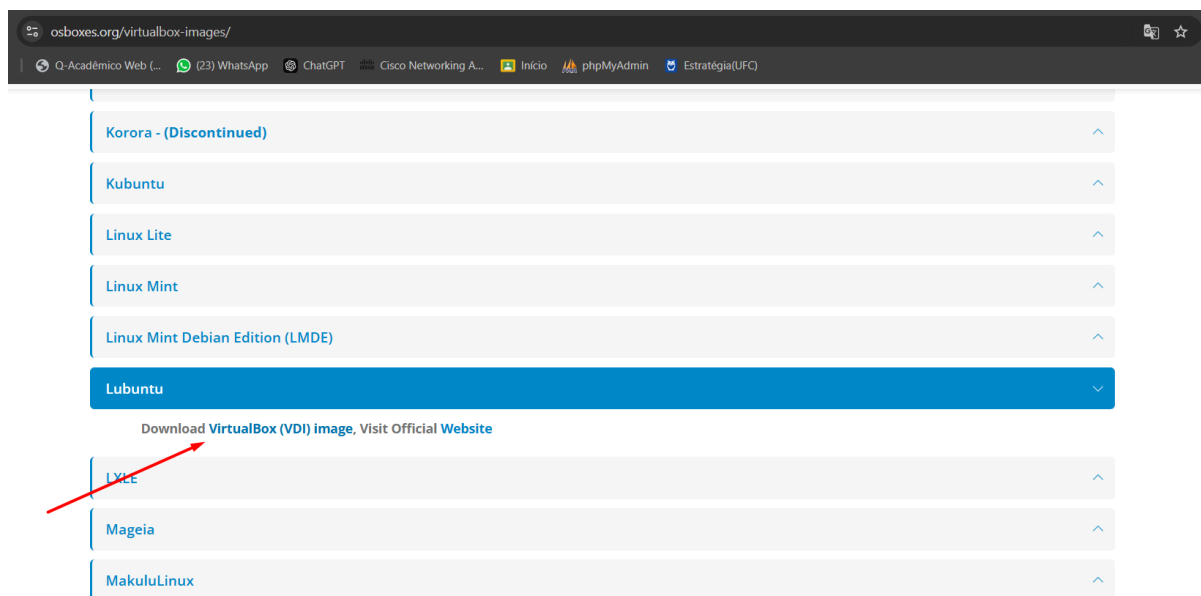 osboxes.org/virtualbox-images/
Q-Acadêmico Web (... (23) WhatsApp ChatGPT Cisco Networking A... Início phpMyAdmin Estratégia(UFC)
Korora - (Discontinued)
Kubuntu
Linux Lite
Linux Mint
Linux Mint Debian Edition (LMDE)
Lubuntu
Download VirtualBox (VDI) image, Visit Official Website
LXLE
Mageia
MakuluLinux